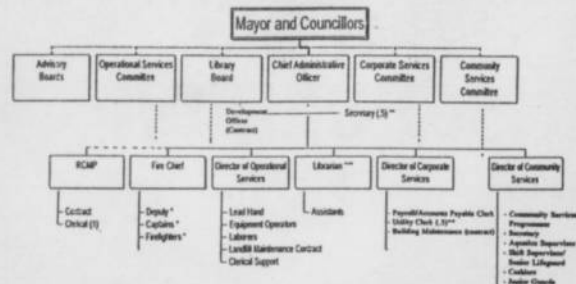 Mayor and Councillors
Advisory
Boards
Operational Services
Committee
Library
Board
Chief Administrative
Officer
Corporate Services
Committee
Community
Services
Committee
Development
Officer
(Contract)
Secretary (.5) **
RCMP
Fire Chief
Director of Operational
Services
Librarian ***
Director of Corporate
Services
Director of Community
Services
- Contract
- Clerical (1)
- Deputy *
- Captains *
- Firefighters *
- Lead Hand
- Equipment Operators
- Laborers
- Landfill Maintenance Contract
- Clerical Support
- Assistants
- Payroll/Accounts Payable Clerk
- Utility Clerk (.5)**
- Building Maintenance (contract)
- Community Services
Programme
- Secretary
- Aquatics Supervisor
- Shift Supervisor/
Senior Lifeguard
- Cashiers
- Junior Guards